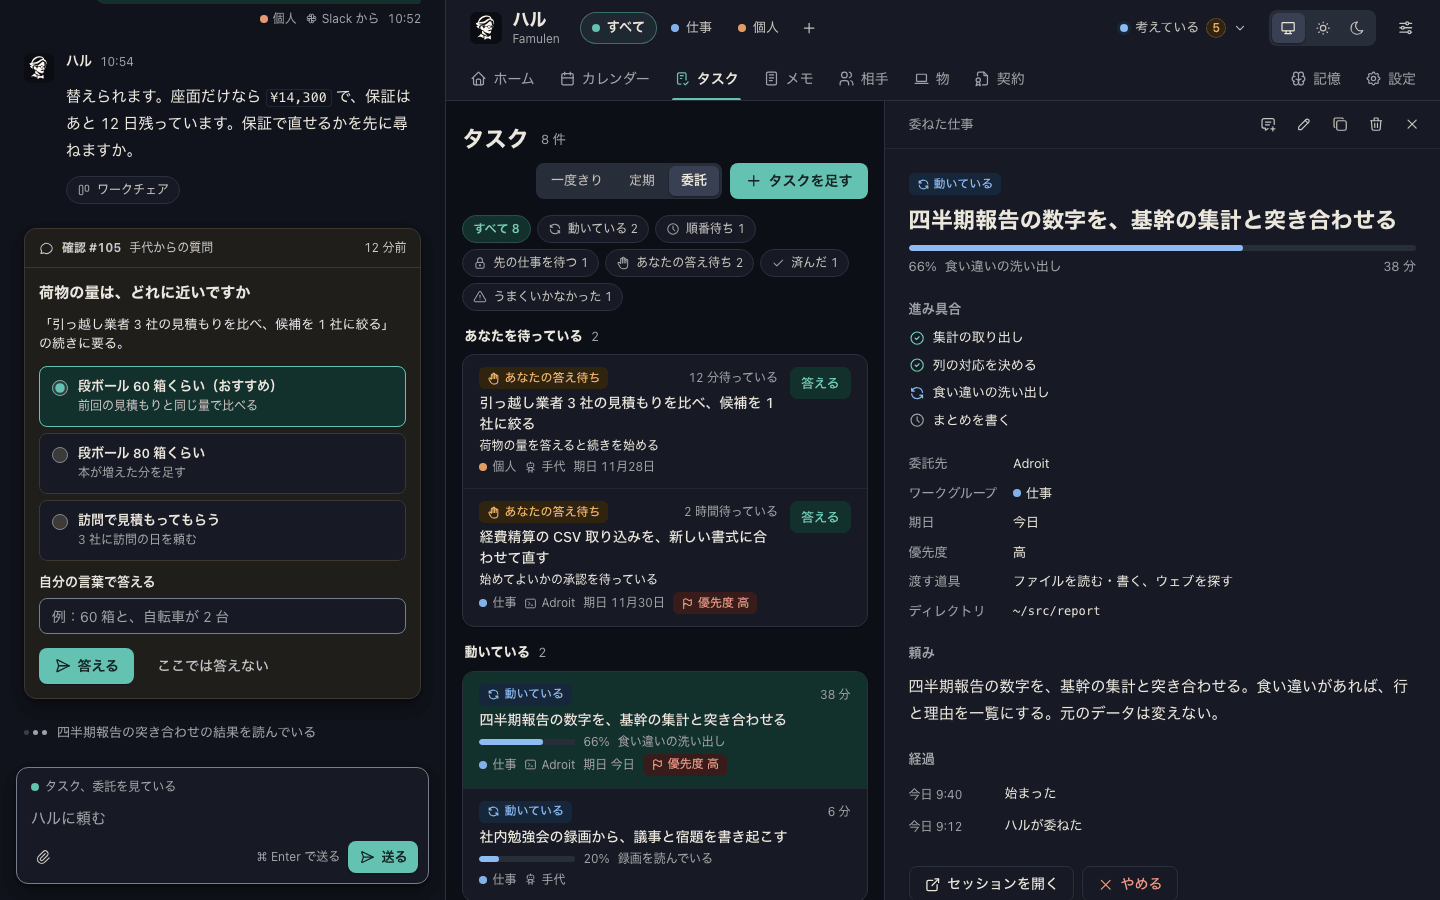 個人 Slack から 10:52
ハル 10:54
替えられます。座面だけなら ¥14,300 で、保証は
あと 12 日残っています。保証で直せるかを先に尋
ねますか。
ワークチェア
確認 #105 手代からの質問 12 分前
荷物の量は、どれに近いですか
「引っ越し業者 3 社の見積もりを比べ、候補を 1 社に絞る」
の続きに要る。
段ボール 60 箱くらい（おすすめ）
前回の見積もりと同じ量で比べる
段ボール 80 箱くらい
本が増えた分を足す
訪問で見積もってもらう
3 社に訪問の日を頼む
自分の言葉で答える
例：60 箱と、自転車が 2 台
答える ここでは答えない
四半期報告の突き合わせの結果を読んでいる
タスク、委託を見ている
ハルに頼む
⌘ Enter で送る 送る
ハル
Famulen
すべて 仕事 個人
考えている 5
ホーム カレンダー タスク メモ 相手 物 契約 記憶 設定
タスク 8 件
一度きり 定期 委託 タスクを足す
すべて 8 動いている 2 順番待ち 1
先の仕事を待つ 1 あなたの答え待ち 2 済んだ 1
うまくいかなかった 1
あなたを待っている 2
あなたの答え待ち 12 分待っている 答える
引っ越し業者 3 社の見積もりを比べ、候補を 1
社に絞る
荷物の量を答えると続きを始める
個人 手代 期日 11月28日
あなたの答え待ち 2 時間待っている 答える
経費精算の CSV 取り込みを、新しい書式に合
わせて直す
始めてよいかの承認を待っている
仕事 Adroit 期日 11月30日 優先度 高
動いている 2
動いている 38 分
四半期報告の数字を、基幹の集計と突き合わせる
66% 食い違いの洗い出し
仕事 Adroit 期日 今日 優先度 高
動いている 6 分
社内勉強会の録画から、議事と宿題を書き起こす
20% 録画を読んでいる
仕事 手代
委ねた仕事
動いている
四半期報告の数字を、基幹の集計と突き合わせる
66% 食い違いの洗い出し 38 分
進み具合
集計の取り出し
列の対応を決める
食い違いの洗い出し
まとめを書く
委託先 Adroit
ワークグループ 仕事
期日 今日
優先度 高
渡す道具 ファイルを読む・書く、ウェブを探す
ディレクトリ ~/src/report
頼み
四半期報告の数字を、基幹の集計と突き合わせる。食い違いがあれば、行
と理由を一覧にする。元のデータは変えない。
経過
今日 9:40 始まった
今日 9:12 ハルが委ねた
セッションを開く やめる